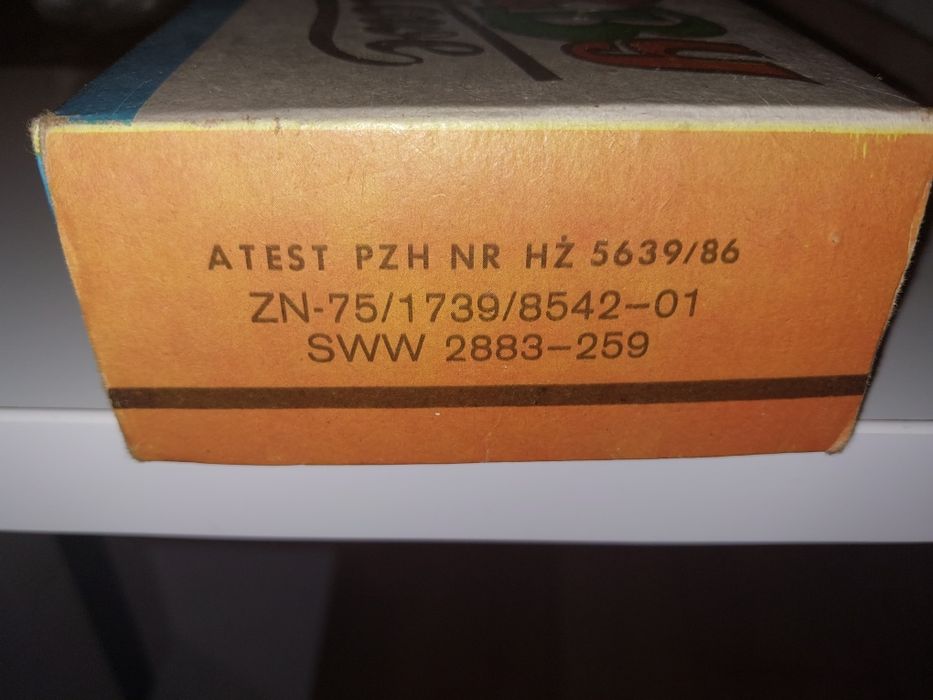 ATEST PZH NR HŻ 5639/86
ZN-75/1739/8542-01
SWW 2883-259